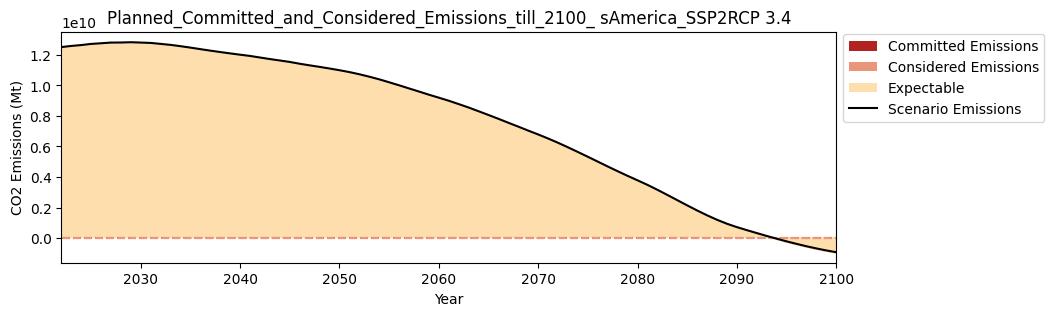 Planned_Committed_and_Considered_Emissions_till_2100_ sAmerica_SSP2RCP 3.4
1e10
1.2
1.0
0.8
0.6
0.4
0.2
0.0
CO2 Emissions (Mt)
2030
2040
2050
2060
2070
2080
2090
2100
Year
Committed Emissions
Considered Emissions
Expectable
Scenario Emissions